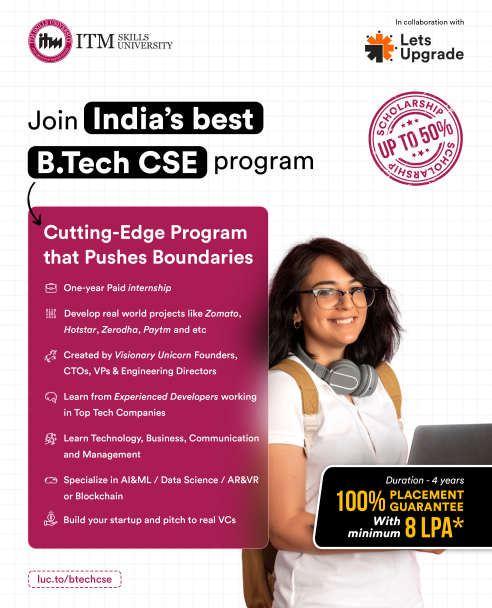 ITM SKILLS UNIVERSITY
itm
ITM SKILLS
UNIVERSITY
In collaboration with
Lets
Upgrade
Join India's best
B.Tech CSE program
SCHOLARSHIP
UP TO 50%
SCHOLARSHIP
Cutting-Edge Program
that Pushes Boundaries
One-year Paid internship
Develop real world projects like Zomato,
Hotstar, Zerodha, Paytm and etc
Created by Visionary Unicorn Founders,
CTOs, VPs & Engineering Directors
Learn from Experienced Developers working
in Top Tech Companies
Learn Technology, Business, Communication
and Management
Specialize in AI&ML / Data Science / AR&VR
or Blockchain
Build your startup and pitch to real VCs
Duration - 4 years
100% PLACEMENT
GUARANTEE
With
minimum 8 LPA*
luc.to/btechcse